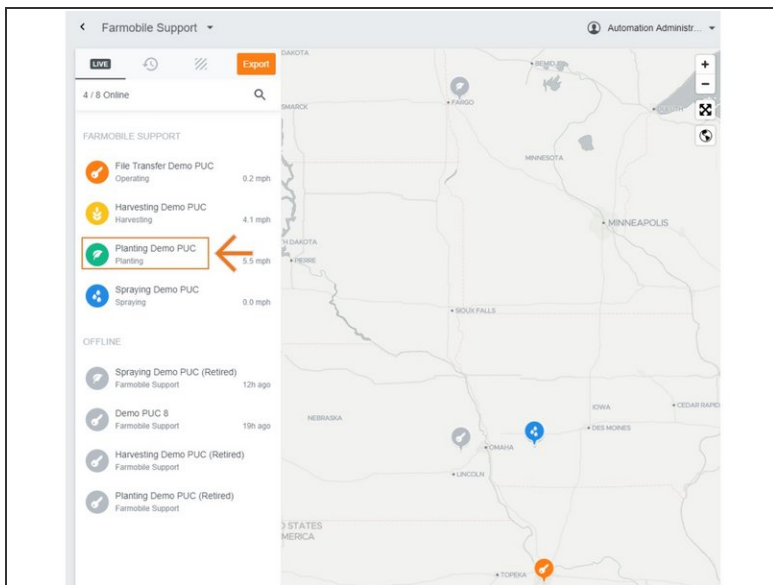 Farmobile Support
Automation Administr...
LIVE
Export
4 / 8 Online
FARMOBILE SUPPORT
File Transfer Demo PUC
Operating 0.2 mph
Harvesting Demo PUC
Harvesting 4.1 mph
Planting Demo PUC
Planting 5.5 mph
Spraying Demo PUC
Spraying 0.0 mph
OFFLINE
Spraying Demo PUC (Retired)
Farmobile Support 12h ago
Demo PUC 8
Farmobile Support 19h ago
Harvesting Demo PUC (Retired)
Farmobile Support
Planting Demo PUC (Retired)
Farmobile Support
DAKOTA
BEMIDJI
+
−
SMARCK
FARGO
MINNESOTA
MINNEAPOLIS
H DAKOTA
PIERRE
SIOUX FALLS
IOWA
CEDAR RAPID
NEBRASKA
DES MOINES
OMAHA
LINCOLN
D STATES
MERICA
TOPEKA